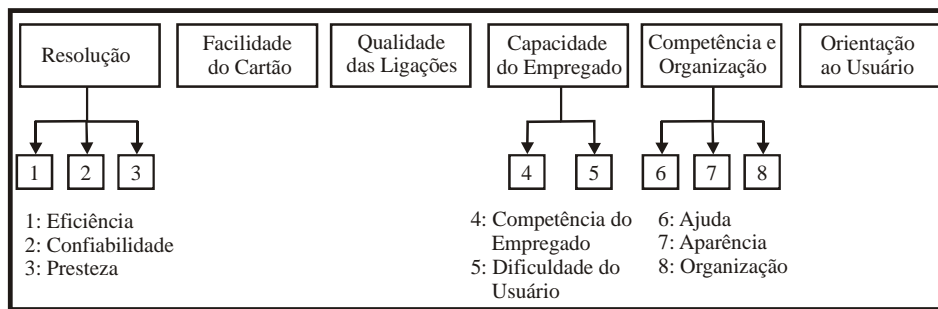 Resolução
Facilidade
do Cartão
Qualidade
das Ligações
Capacidade
do Empregado
Competência e
Organização
Orientação
ao Usuário
1
2
3
4
5
6
7
8
1: Eficiência
2: Confiabilidade
3: Presteza
4: Competência do
Empregado
5: Dificuldade do
Usuário
6: Ajuda
7: Aparência
8: Organização